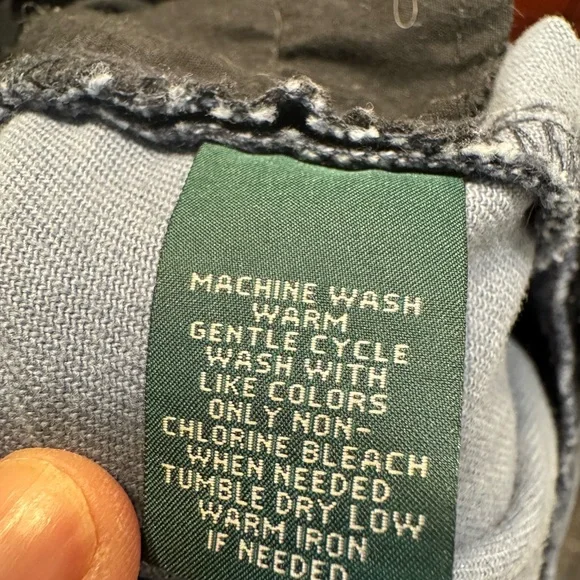 MACHINE WASH
WARM
GENTLE CYCLE
WASH WITH
LIKE COLORS
ONLY NON-
CHLORINE BLEACH
WHEN NEEDED
TUMBLE DRY LOW
WARM IRON
IF NEEDED